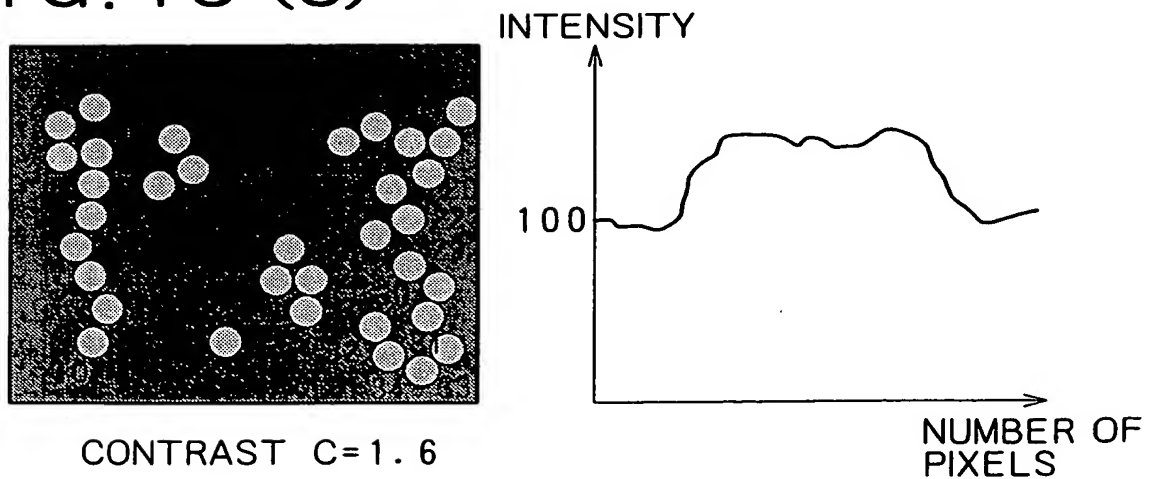 INTENSITY
100
CONTRAST C=1.6
NUMBER OF
PIXELS